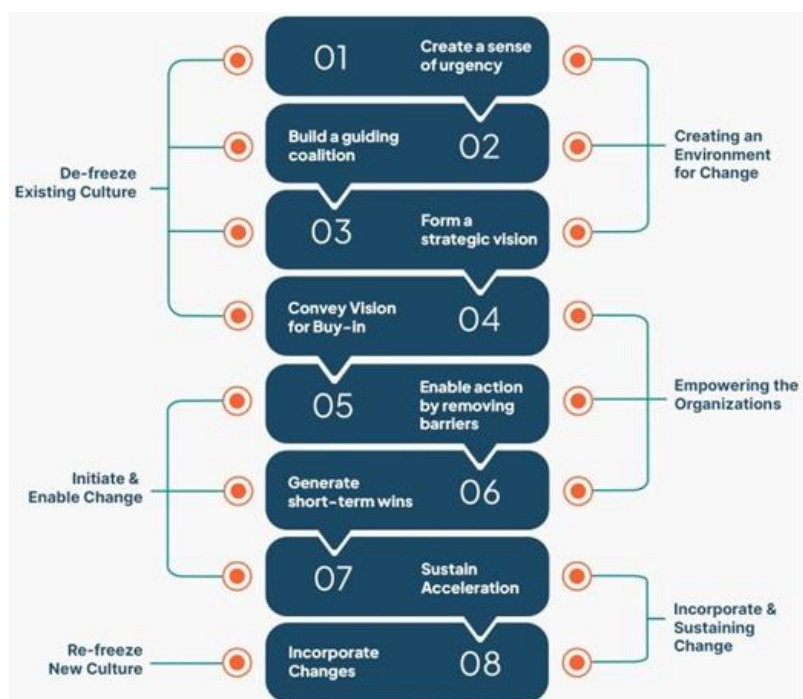 01
Create a sense
of urgency
Build a guiding
coalition
02
Creating an
Environment
for Change
De-freeze
Existing Culture
03
Form a
strategic vision
Convey Vision
for Buy-in
04
05
Enable action
by removing
barriers
Empowering the
Organizations
Initiate &
Enable Change
Generate
short-term wins
06
07
Sustain
Acceleration
Incorporate &
Sustaining
Change
Re-freeze
New Culture
Incorporate
Changes
08